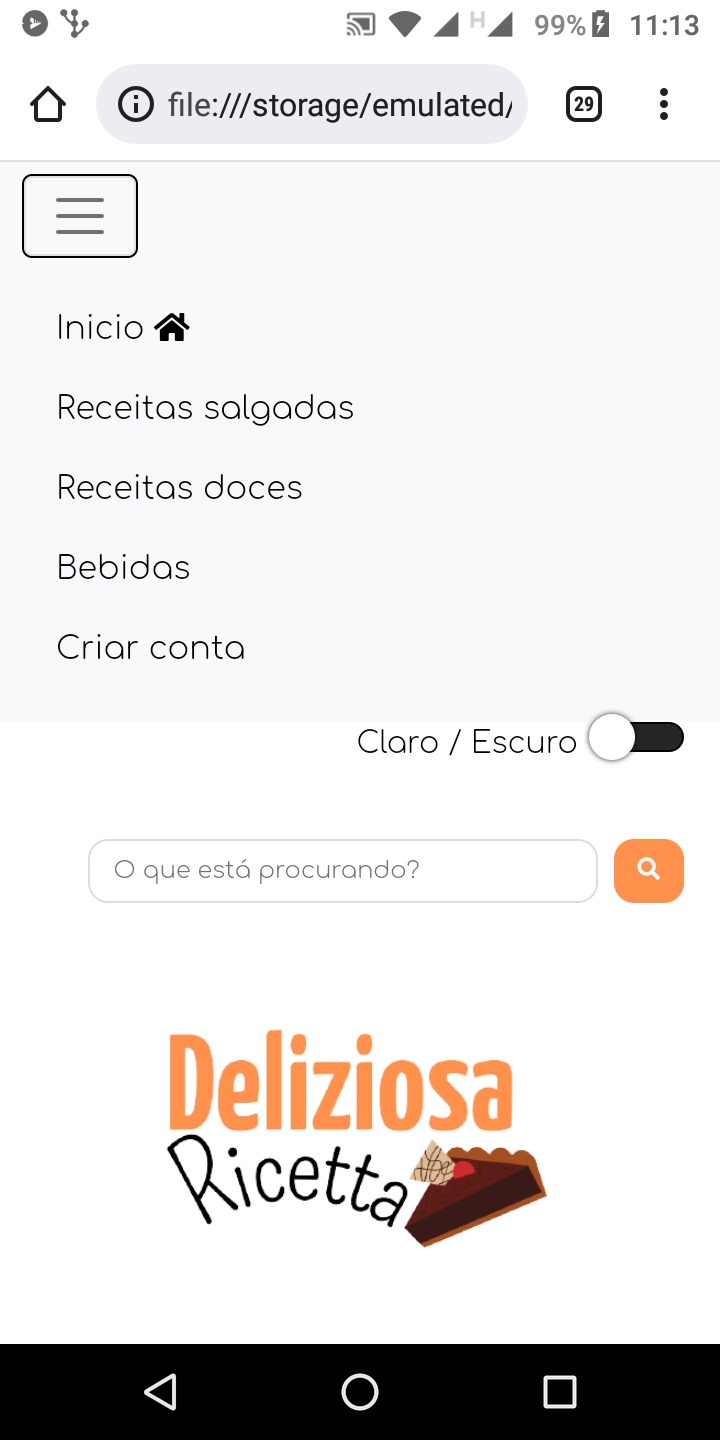 H 99% 11:13
file:///storage/emulated/ 29
Inicio
Receitas salgadas
Receitas doces
Bebidas
Criar conta
Claro / Escuro
O que está procurando?
Deliziosa
Ricetta